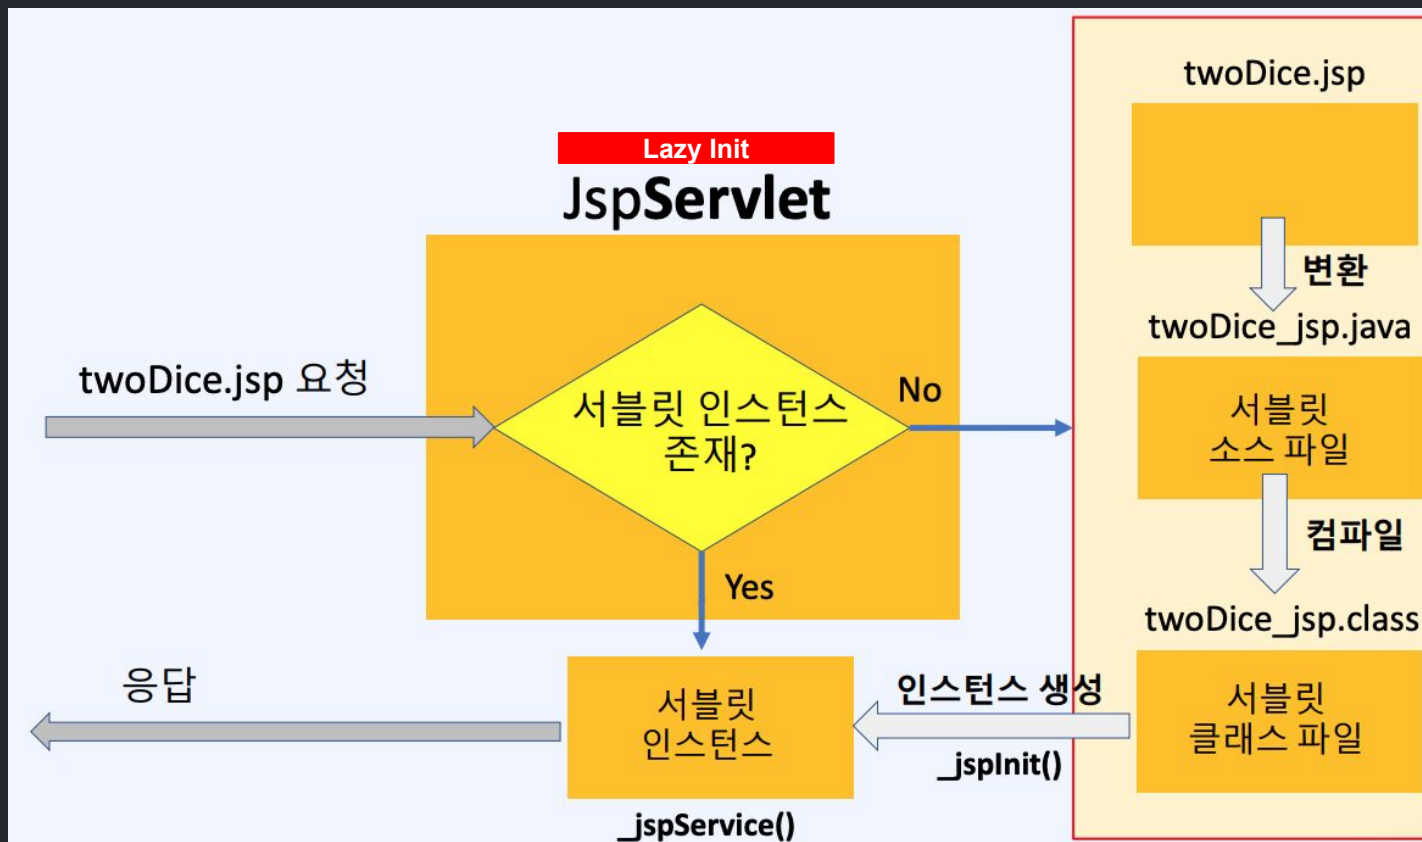 twoDice.jsp
Lazy Init
JspServlet
변환
twoDice_jsp.java
twoDice.jsp 요청
서블릿 인스턴스
존재?
No
서블릿
소스 파일
컴파일
Yes
twoDice_jsp.class
응답
서블릿
인스턴스
인스턴스 생성
_jspInit()
서블릿
클래스 파일
_jspService()